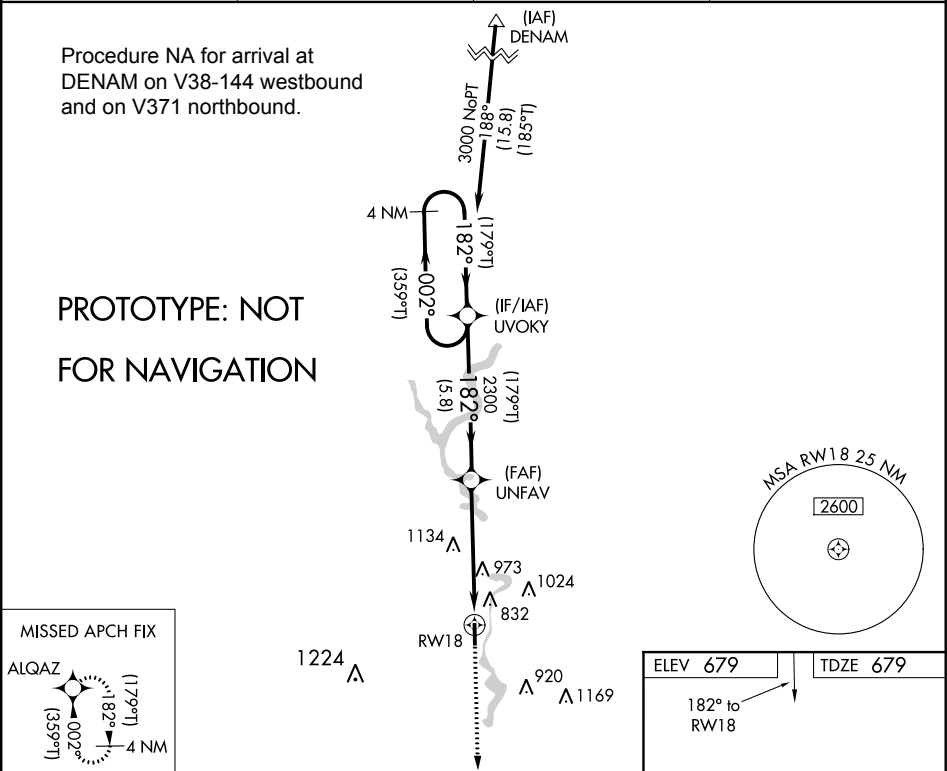 Procedure NA for arrival at
DENAM on V38-144 westbound
and on V371 northbound.
(IAF)
DENAM
3000 NoPT
188°
(15.8)
(185°T)
4 NM
182°
(179°T)
002°
(359°T)
PROTOTYPE: NOT
FOR NAVIGATION
(IF/IAF)
UVOKY
(179°T)
2300
182°
(5.8)
(FAF)
UNFAV
MSA RW18 25 NM
2600
1134
973
1024
832
RW18
1224
920
1169
MISSED APCH FIX
ALQAZ
(179°T)
182°
002°
(359°T)
4 NM
ELEV 679
TDZE 679
182° to
RW18